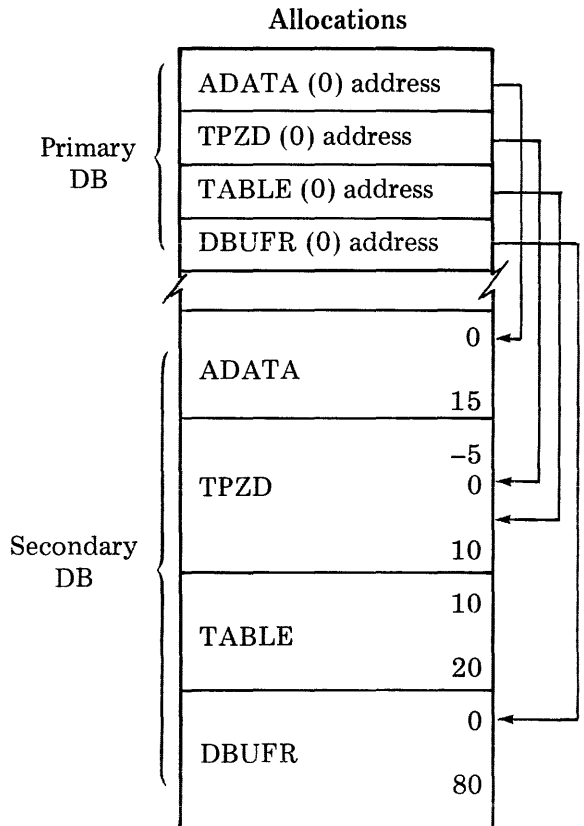 Allocations
ADATA (0) address
TPZD (0) address
TABLE (0) address
DBUFR (0) address
Primary
DB
0
ADATA
15
–5
TPZD
0
10
10
TABLE
20
0
DBUFR
80
Secondary
DB